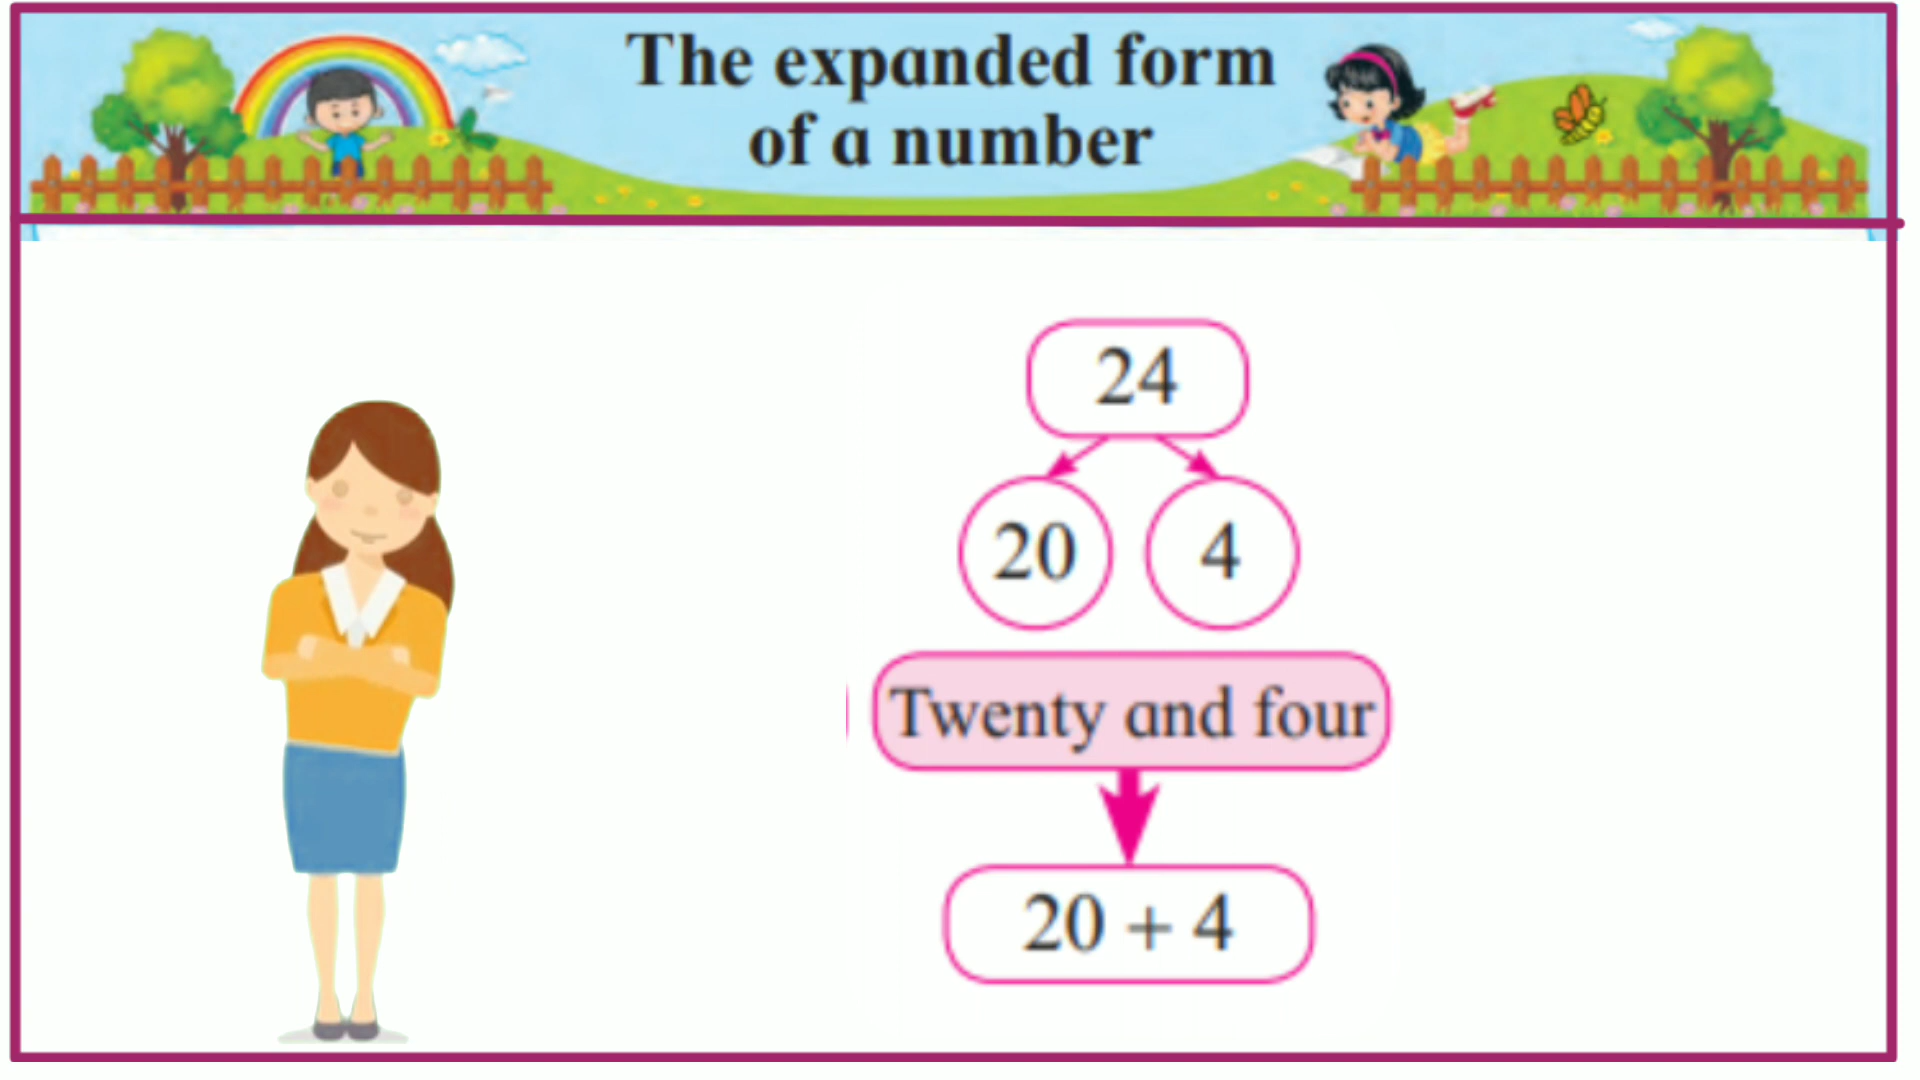 The expanded form
of a number
24
20 4
Twenty and four
20 + 4